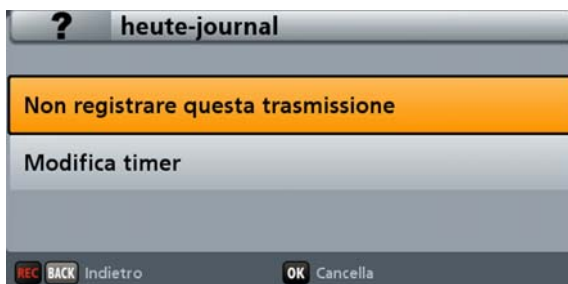 ? heute-journal
Non registrare questa trasmissione
Modifica timer
REC BACK Indietro OK Cancella